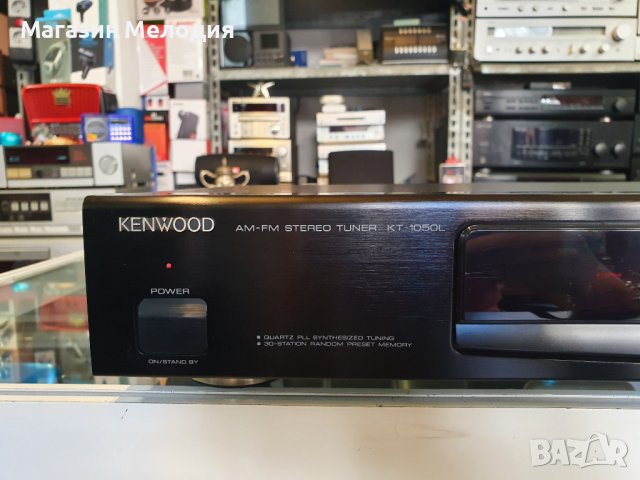 Магазин Мелодия
KENWOOD
AM-FM STEREO TUNER KT-1050L
POWER
QUARTZ PLL SYNTHESIZED TUNING
30-STATION RANDOM PRESET MEMORY
ON/STAND BY
BAZAR